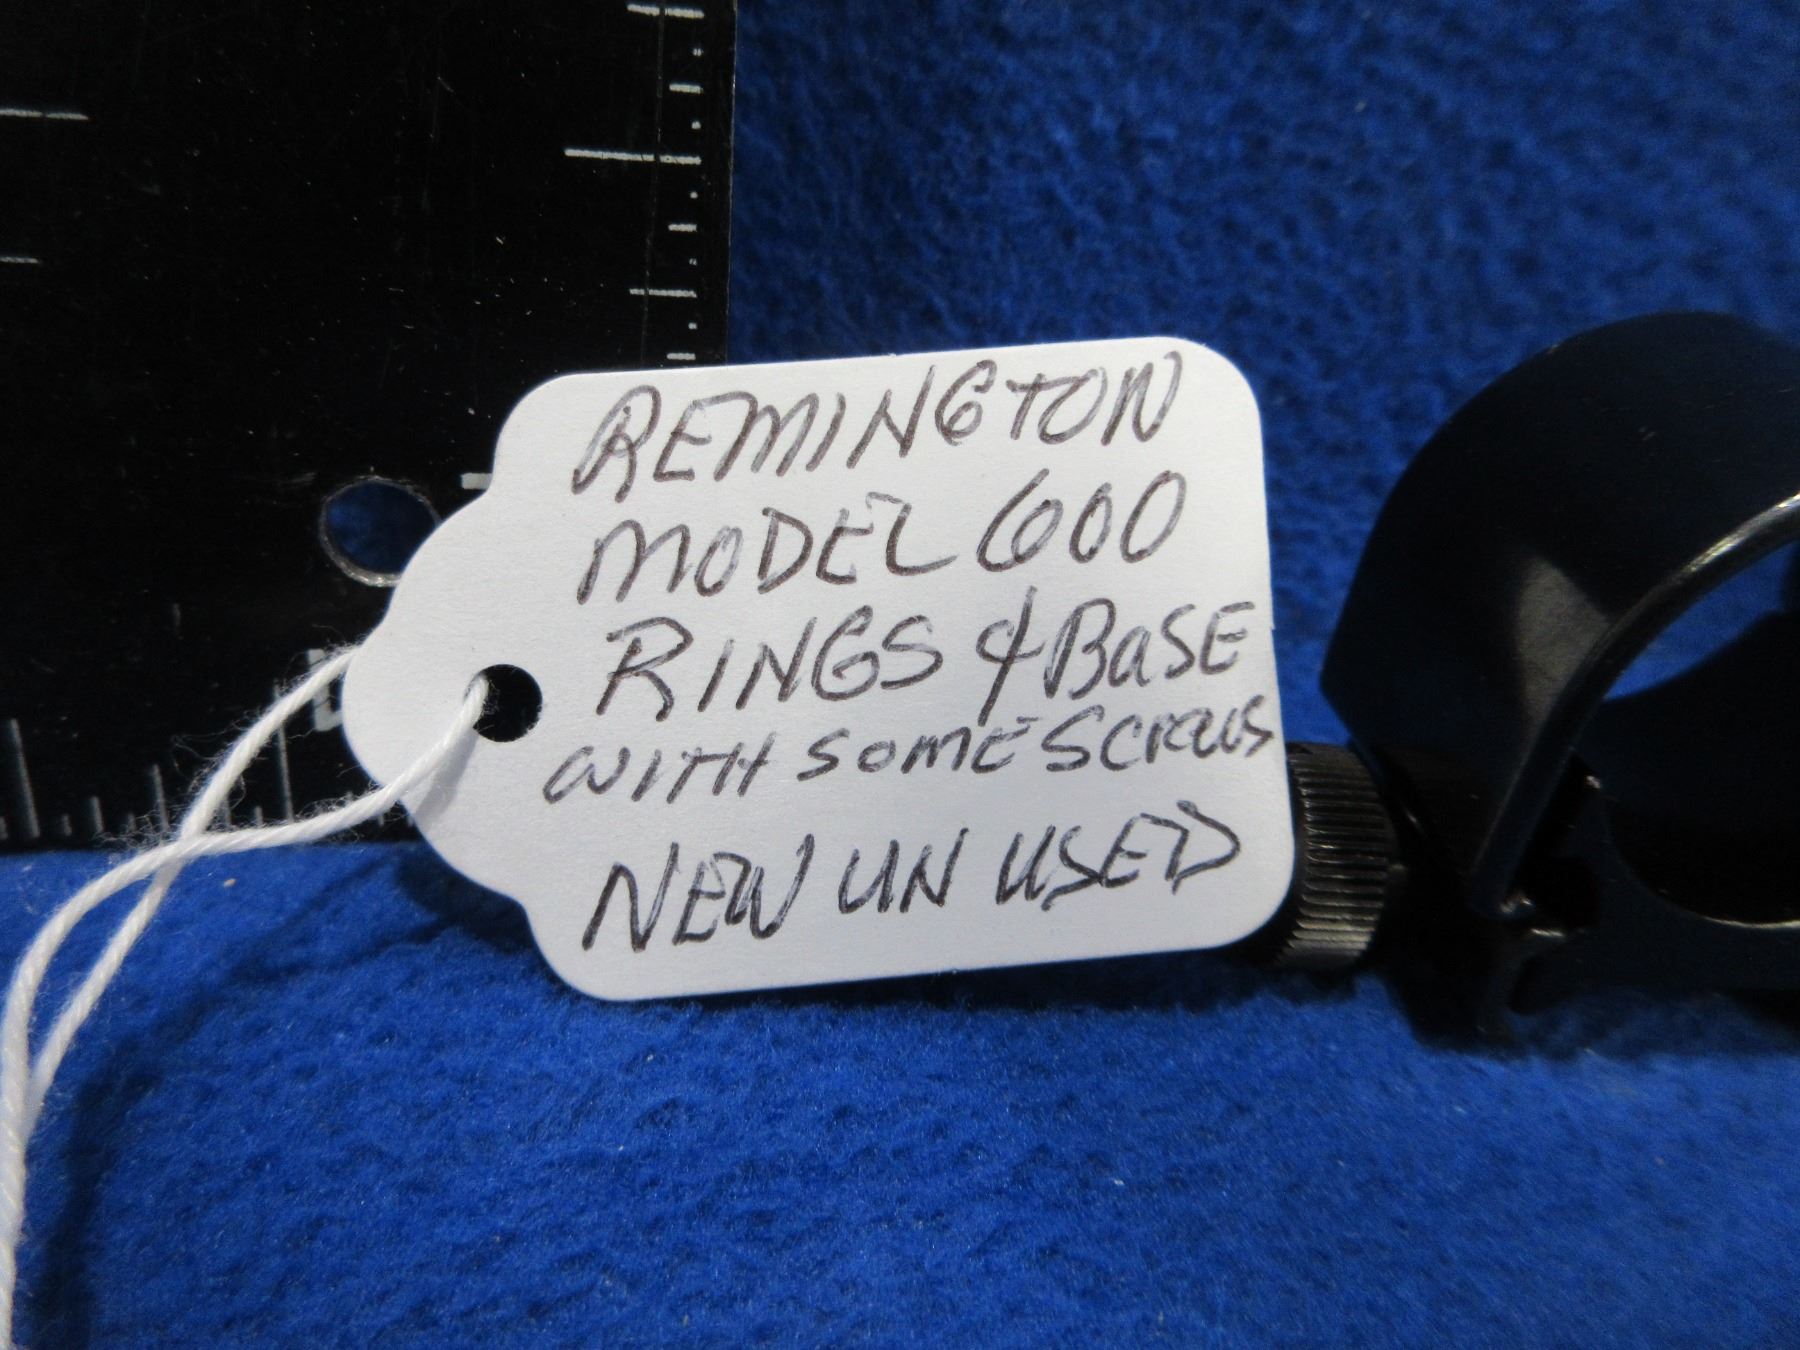 REMINGTON
MODEL 600
RINGS & BASE
WITH SOME SCREWS
NEW UN USED